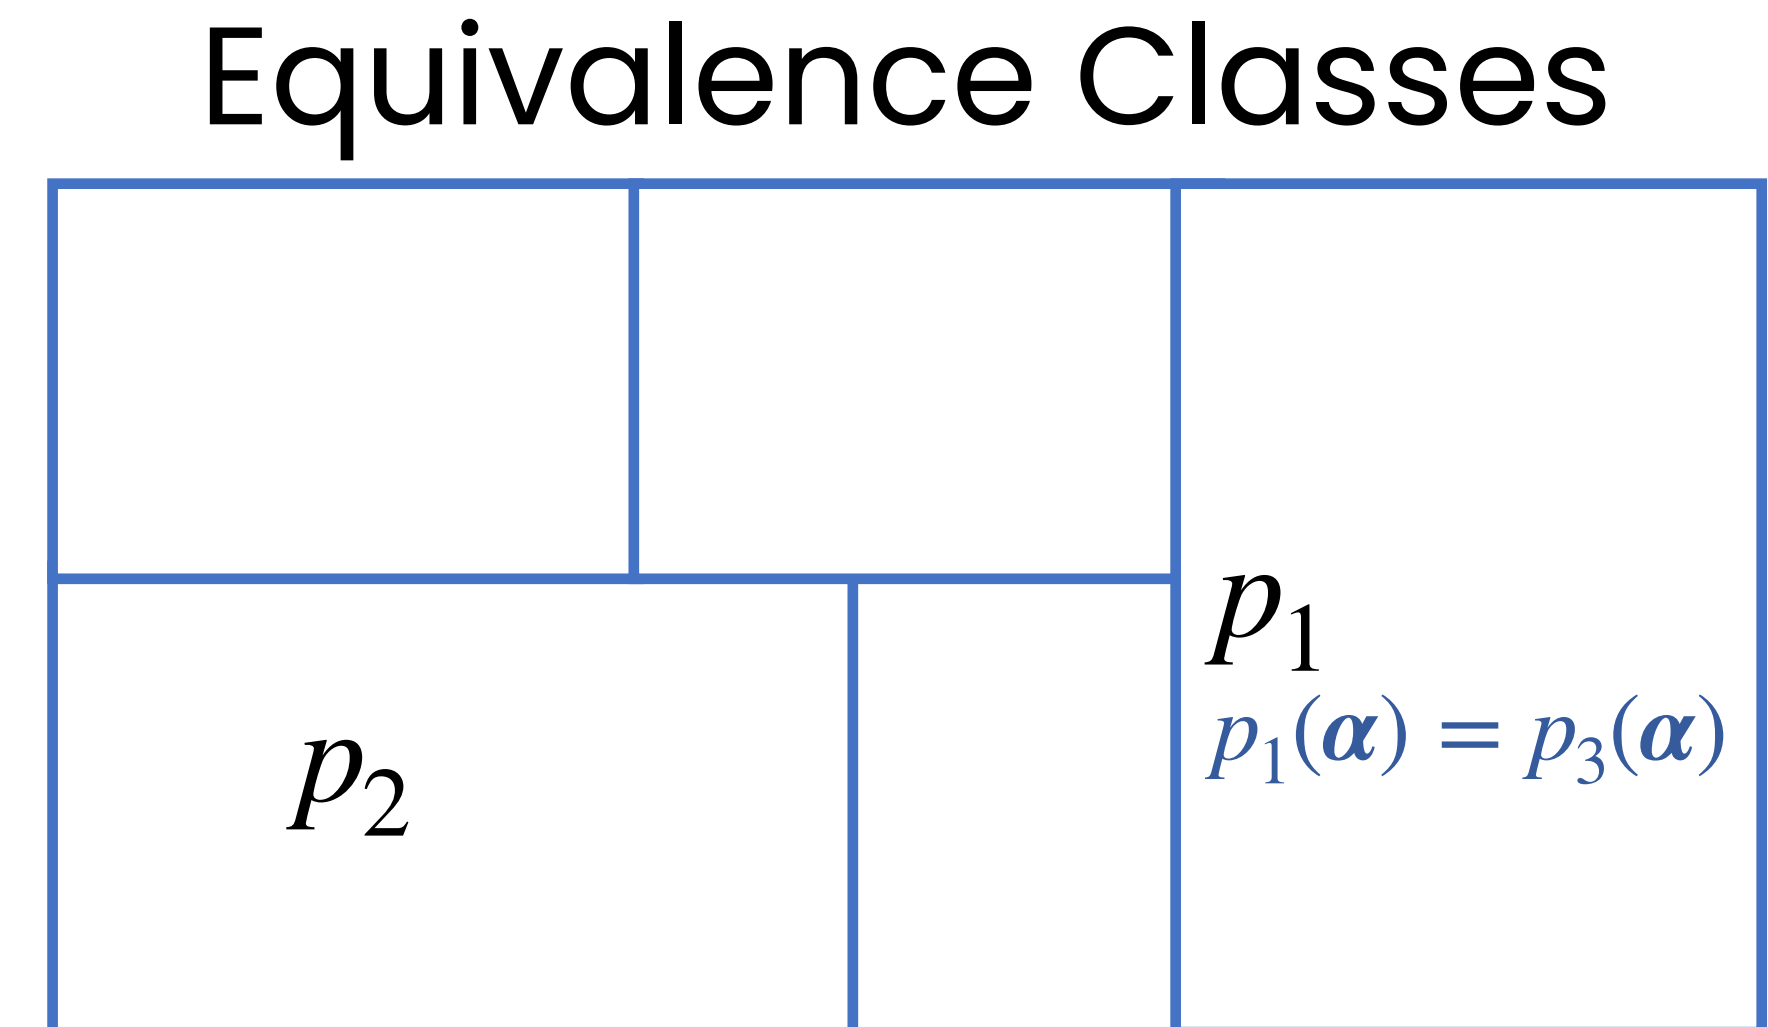 Equivalence Classes
p₁
p₁(α) = p₃(α)
p₂